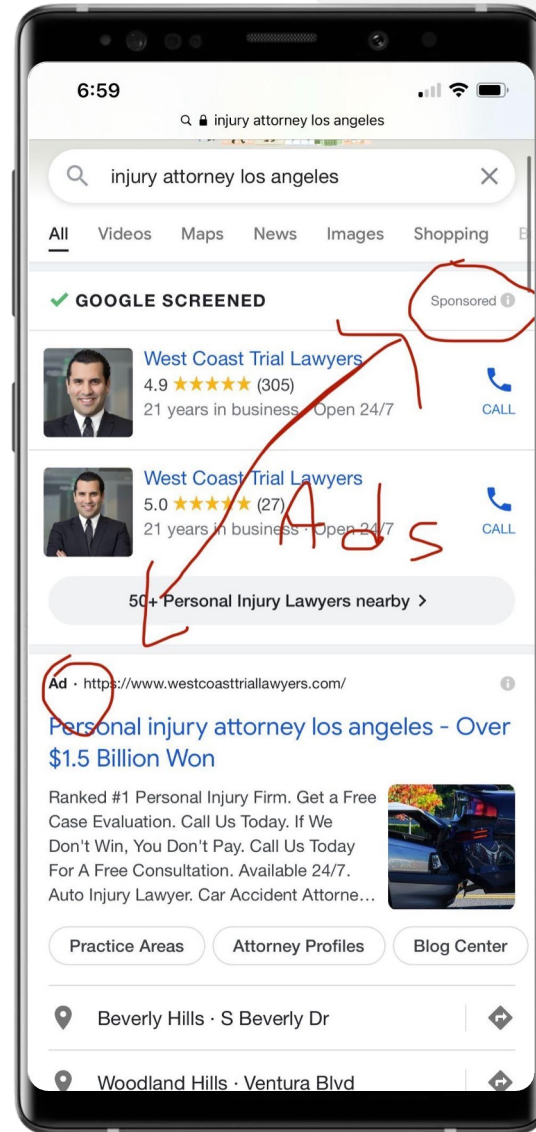 6:59
injury attorney los angeles
injury attorney los angeles
All Videos Maps News Images Shopping
GOOGLE SCREENED Sponsored
West Coast Trial Lawyers
4.9 ★★★★★ (305)
21 years in business · Open 24/7
CALL
West Coast Trial Lawyers
5.0 ★★★★★ (27)
21 years in business · Open 24/7
CALL
Ads
50+ Personal Injury Lawyers nearby >
Ad · https://www.westcoasttriallawyers.com/
Personal injury attorney los angeles - Over
$1.5 Billion Won
Ranked #1 Personal Injury Firm. Get a Free
Case Evaluation. Call Us Today. If We
Don't Win, You Don't Pay. Call Us Today
For A Free Consultation. Available 24/7.
Auto Injury Lawyer. Car Accident Attorne...
Practice Areas Attorney Profiles Blog Center
Beverly Hills · S Beverly Dr
Woodland Hills · Ventura Blvd